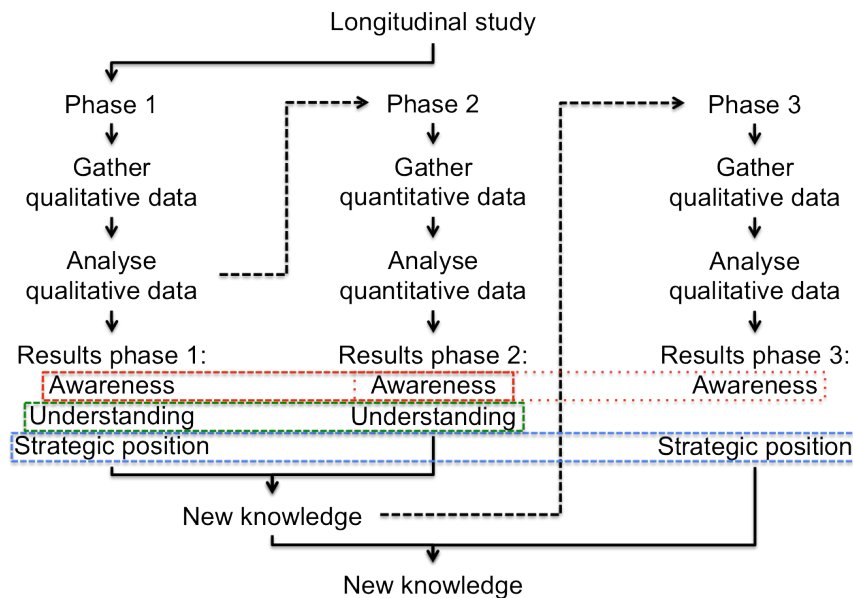 Longitudinal study
Phase 1
Phase 2
Phase 3
Gather
qualitative data
Gather
quantitative data
Gather
qualitative data
Analyse
qualitative data
Analyse
quantitative data
Analyse
qualitative data
Results phase 1:
Results phase 2:
Results phase 3:
Awareness
Awareness
Awareness
Understanding
Understanding
Strategic position
Strategic position
New knowledge
New knowledge